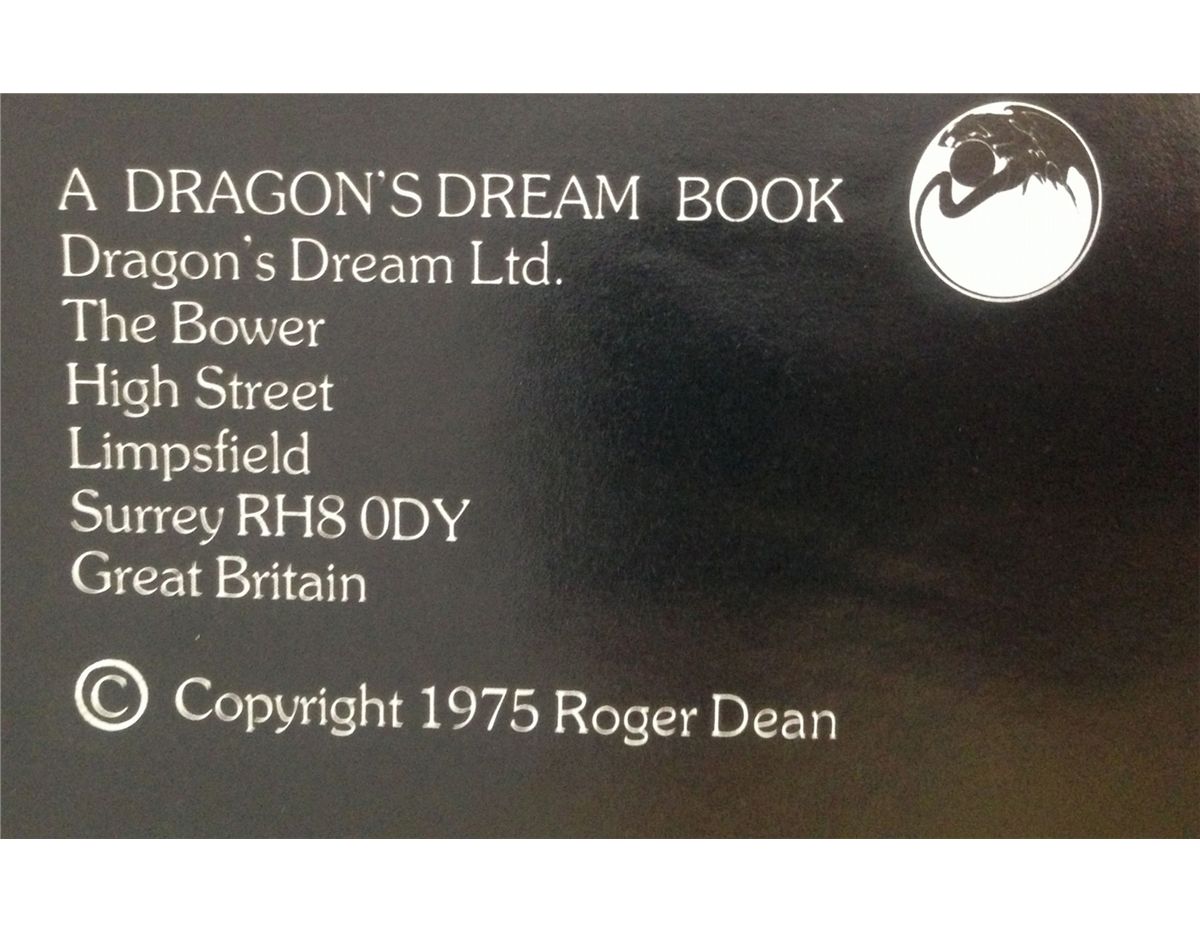 A DRAGON'S DREAM BOOK
Dragon's Dream Ltd.
The Bower
High Street
Limpsfield
Surrey RH8 0DY
Great Britain
© Copyright 1975 Roger Dean